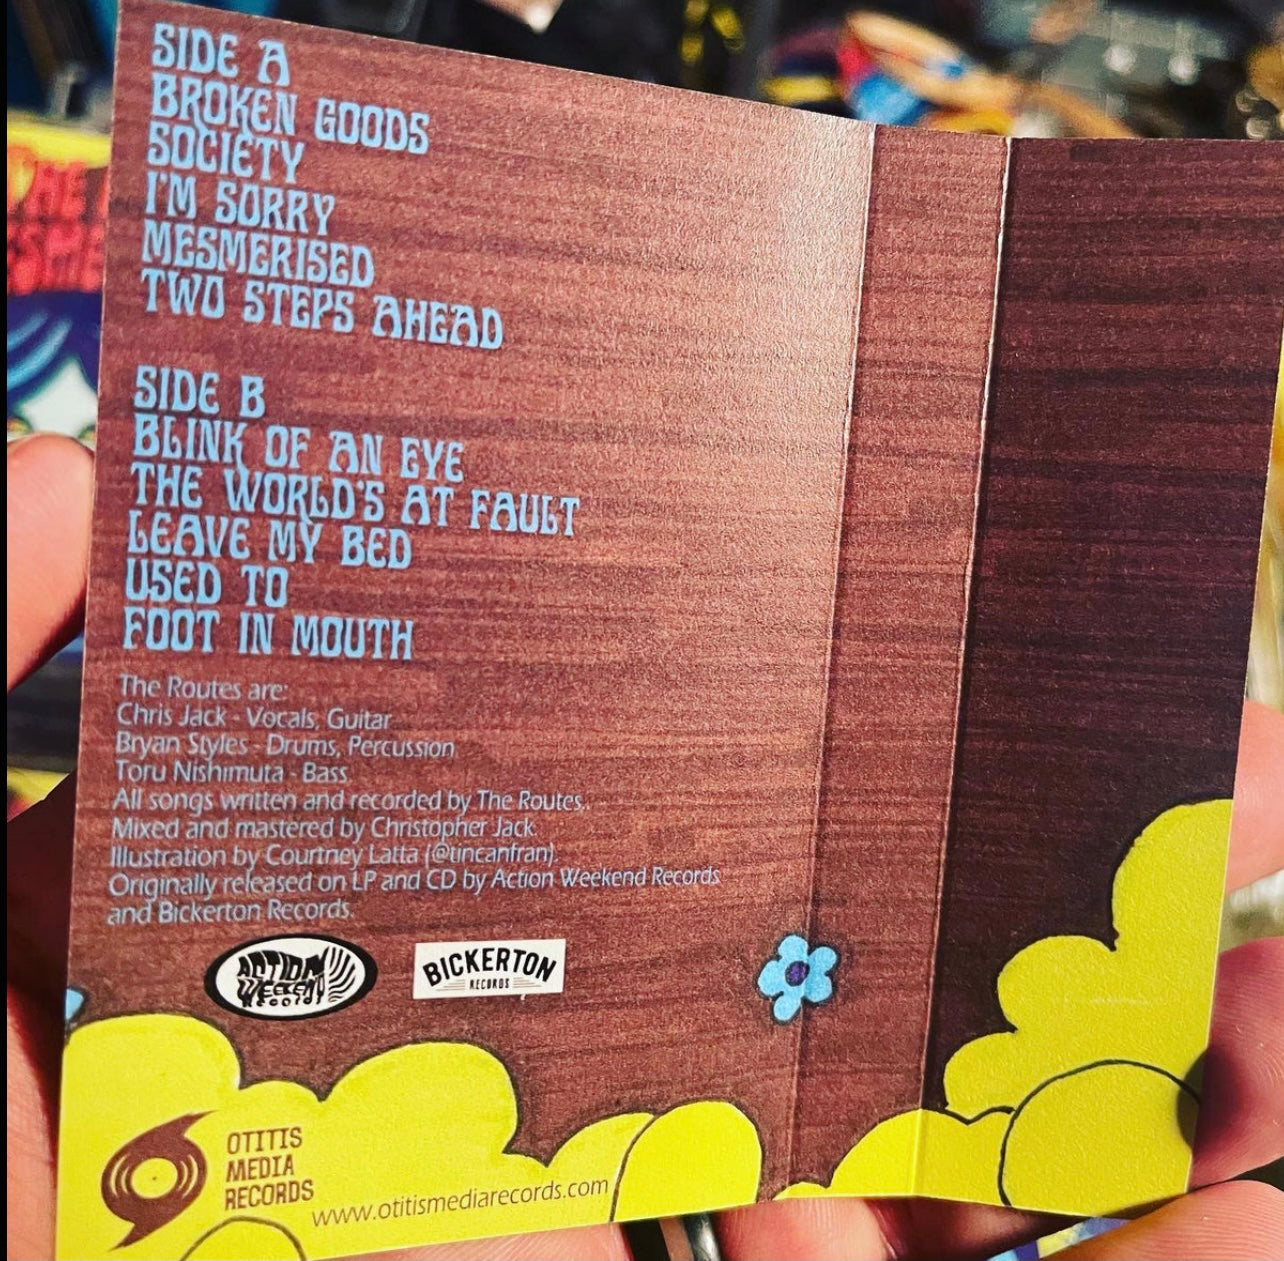 SIDE A
BROKEN GOODS
SOCIETY
I'M SORRY
MESMERISED
TWO STEPS AHEAD
SIDE B
BLINK OF AN EYE
THE WORLD'S AT FAULT
LEAVE MY BED
USED TO
FOOT IN MOUTH
The Routes are:
Chris Jack - Vocals, Guitar
Bryan Styles - Drums, Percussion
Toru Nishimuta - Bass
All songs written and recorded by The Routes.
Mixed and mastered by Christopher Jack.
Illustration by Courtney Latta (@tincanfran).
Originally released on LP and CD by Action Weekend Records
and Bickerton Records.
ACTION
WEEKEND
RECORDS
BICKERTON
RECORDS
OTITIS
MEDIA
RECORDS
www.otitismediarecords.com
THE